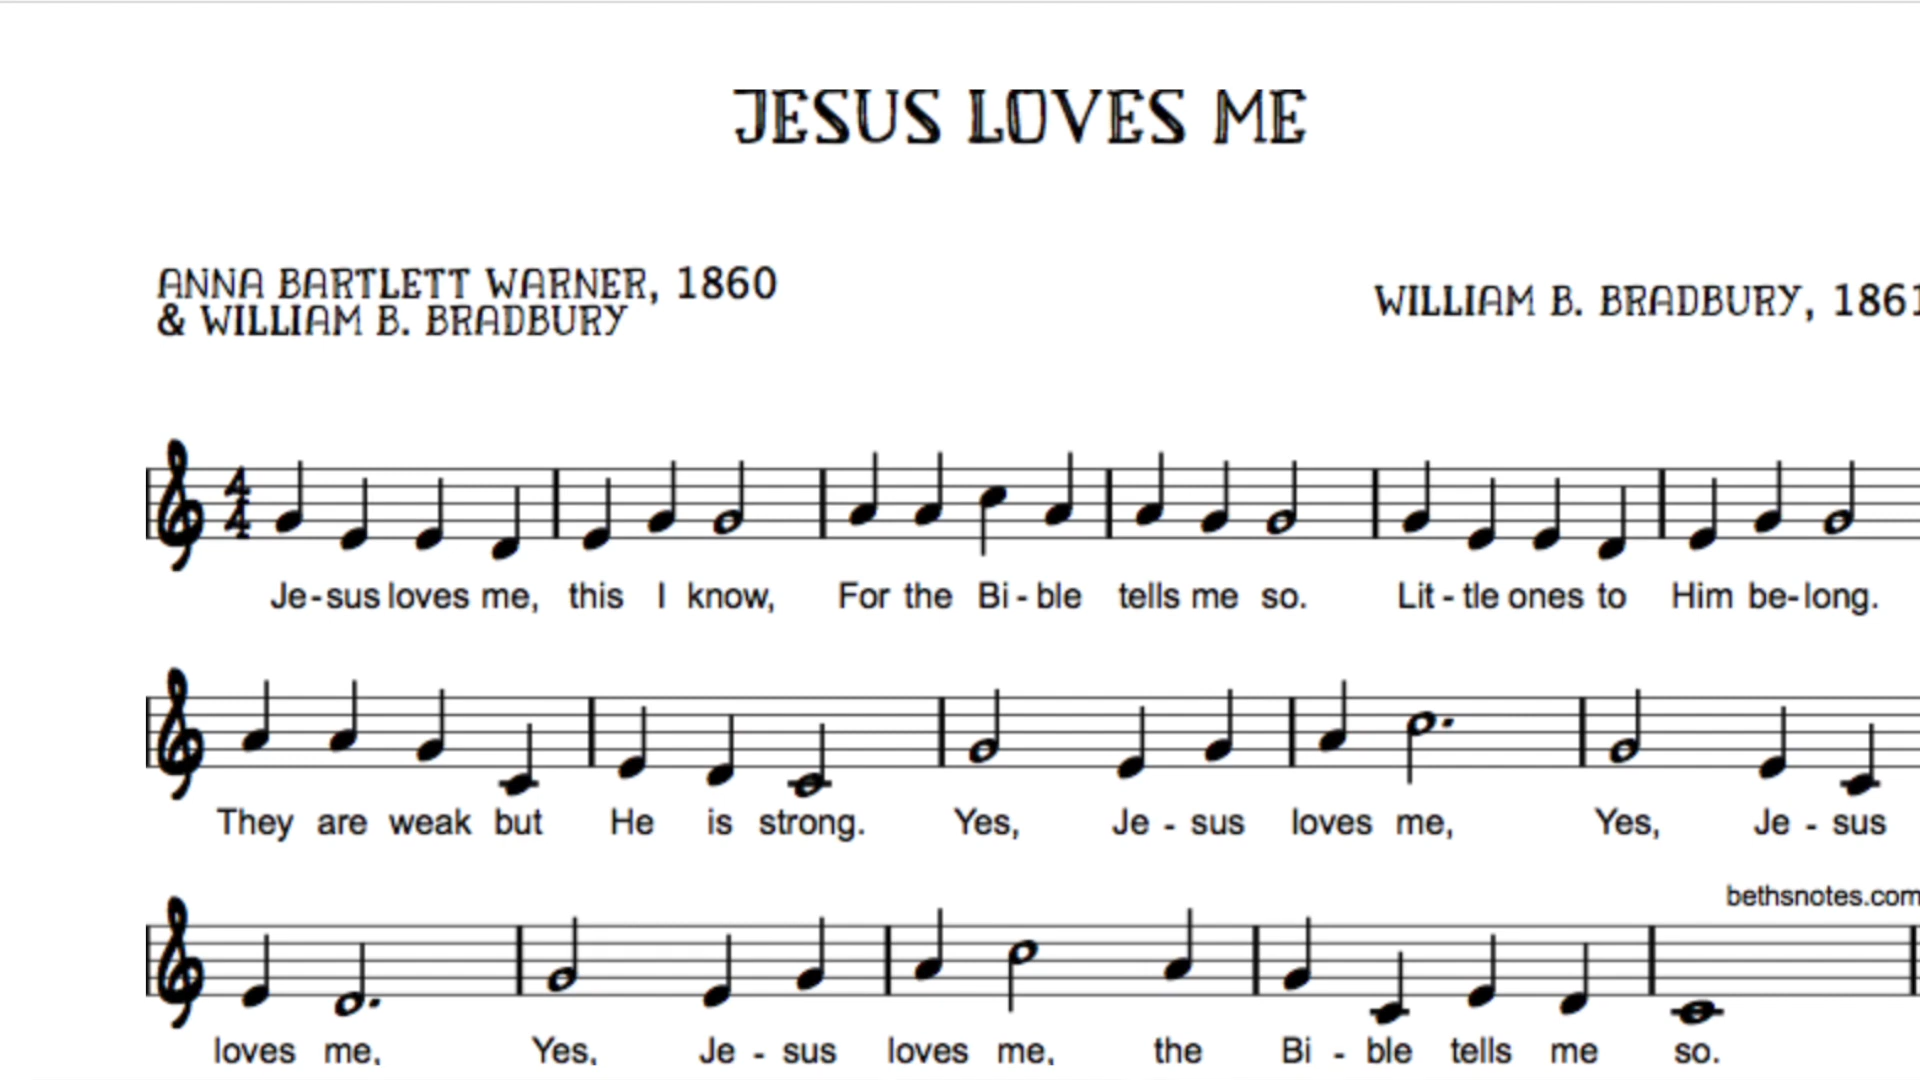 JESUS LOVES ME
ANNA BARTLETT WARNER, 1860
& WILLIAM B. BRADBURY
WILLIAM B. BRADBURY, 1861
4
4
Je-sus loves me, this I know, For the Bi-ble tells me so. Lit-tle ones to Him be-long.
They are weak but He is strong. Yes, Je-sus loves me, Yes, Je-sus
bethsnotes.com
loves me, Yes, Je-sus loves me, the Bi-ble tells me so.